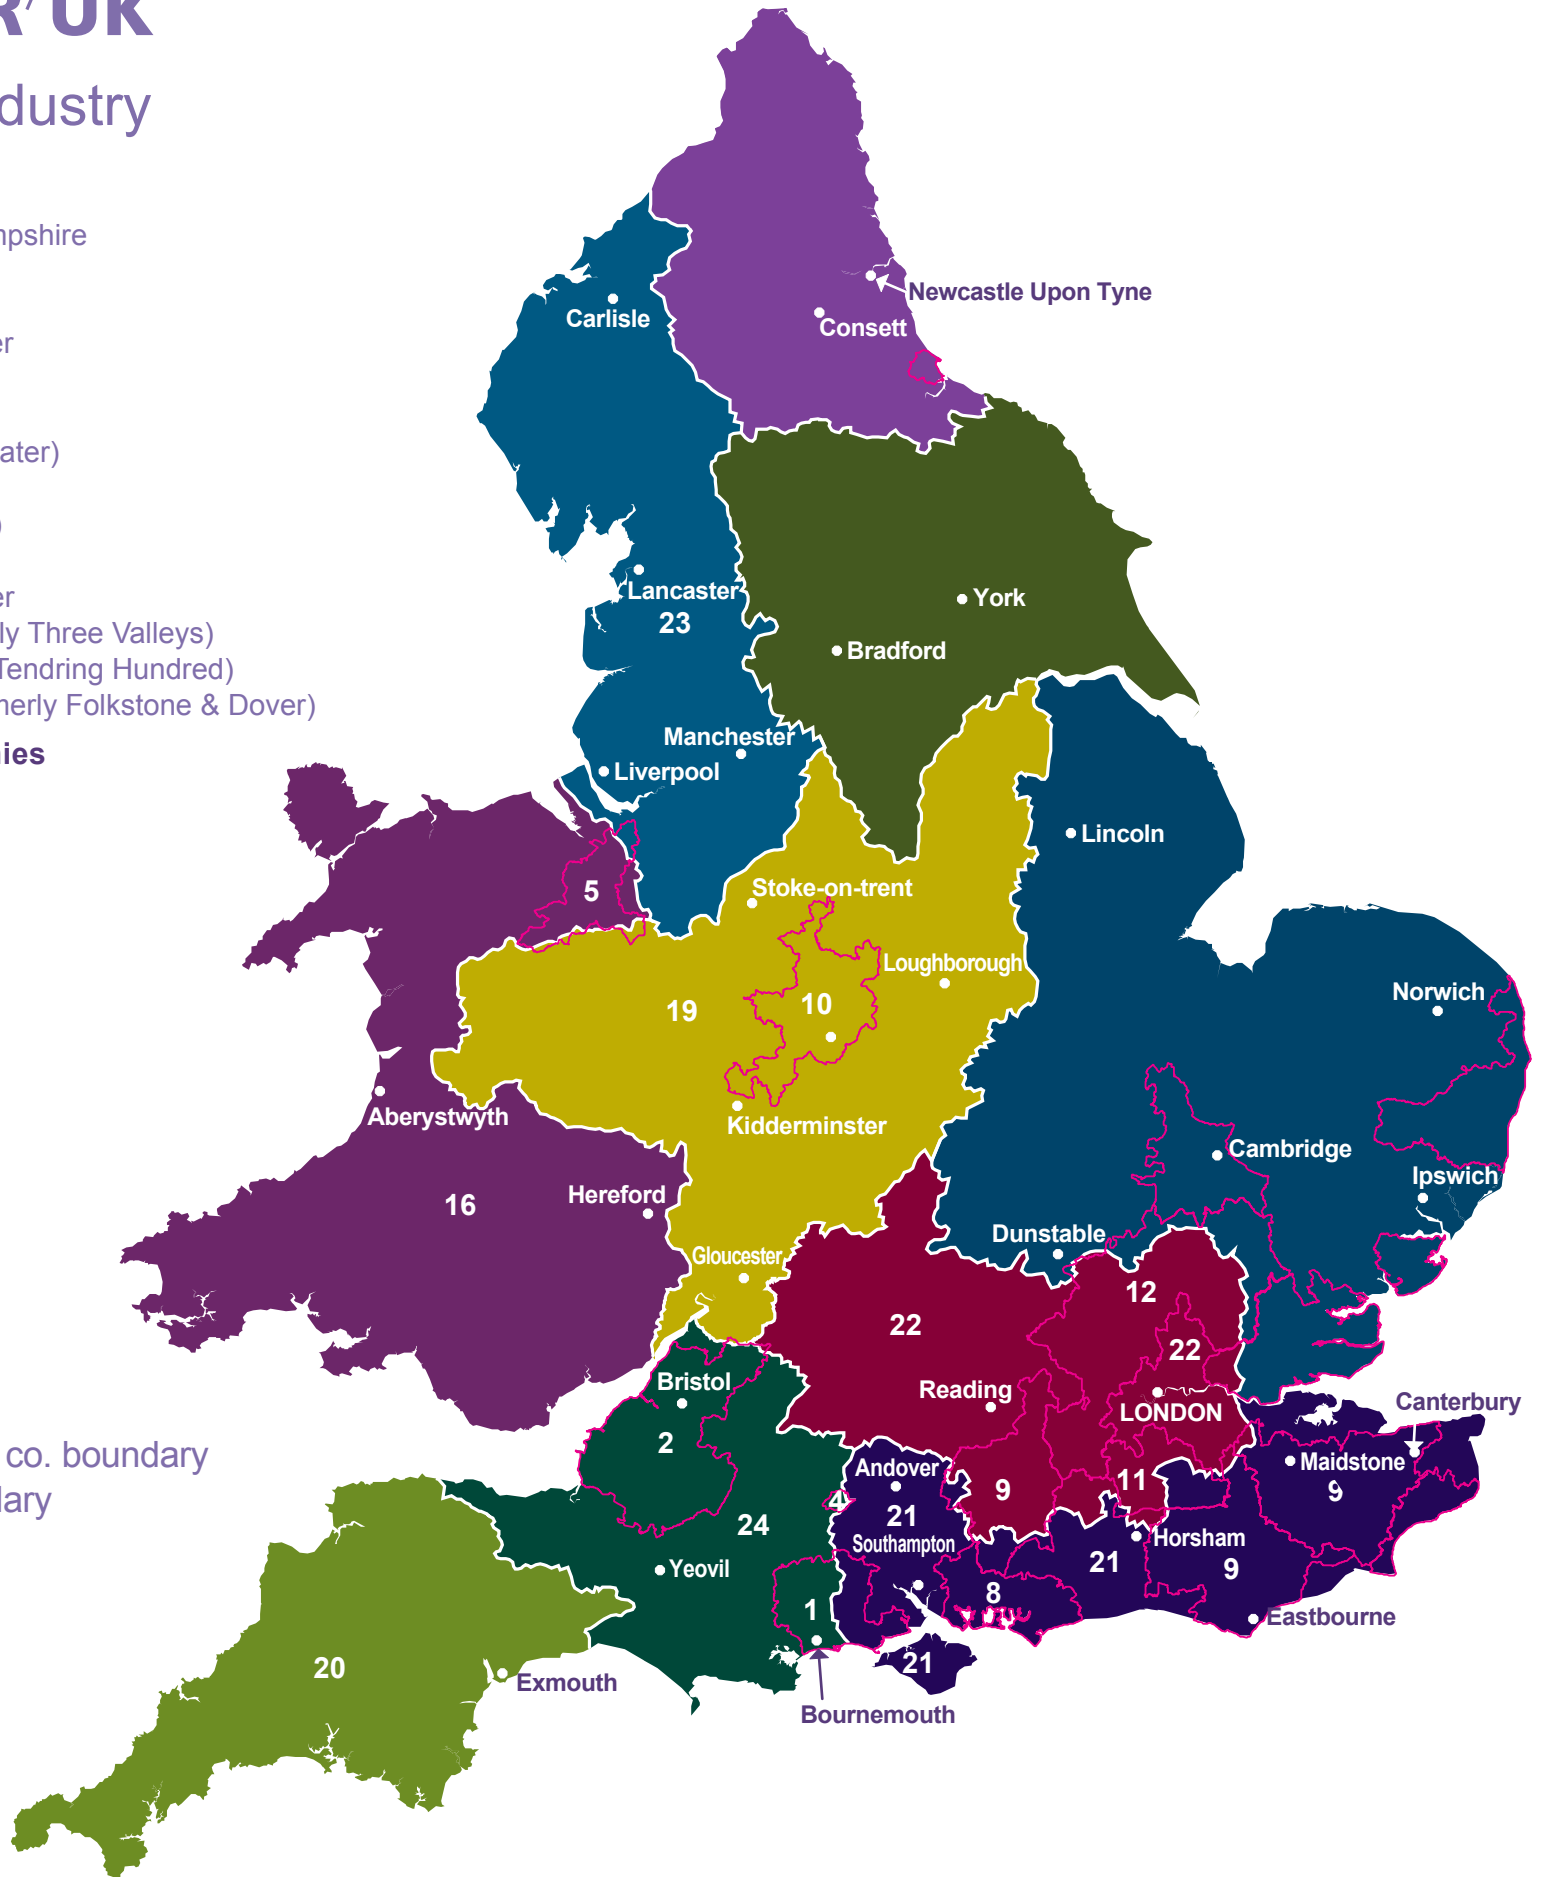 R' UK
dustry
npshire
er
ater)
)
er
ly Three Valleys)
Tendring Hundred)
nerly Folkstone & Dover)
nies
co. boundary
lary
Newcastle Upon Tyne
Consett
Carlisle
Lancaster
23
York
Bradford
Manchester
Liverpool
Lincoln
5
Stoke-on-trent
Loughborough
19
10
Norwich
Aberystwyth
Kidderminster
Cambridge
Ipswich
16
Hereford
Gloucester
Dunstable
12
22
22
Bristol
Reading
LONDON
Canterbury
2
Andover
Maidstone
11
9
9
4
21
24
Southampton
Horsham
21
9
Yeovil
8
1
Eastbourne
20
21
Exmouth
Bournemouth